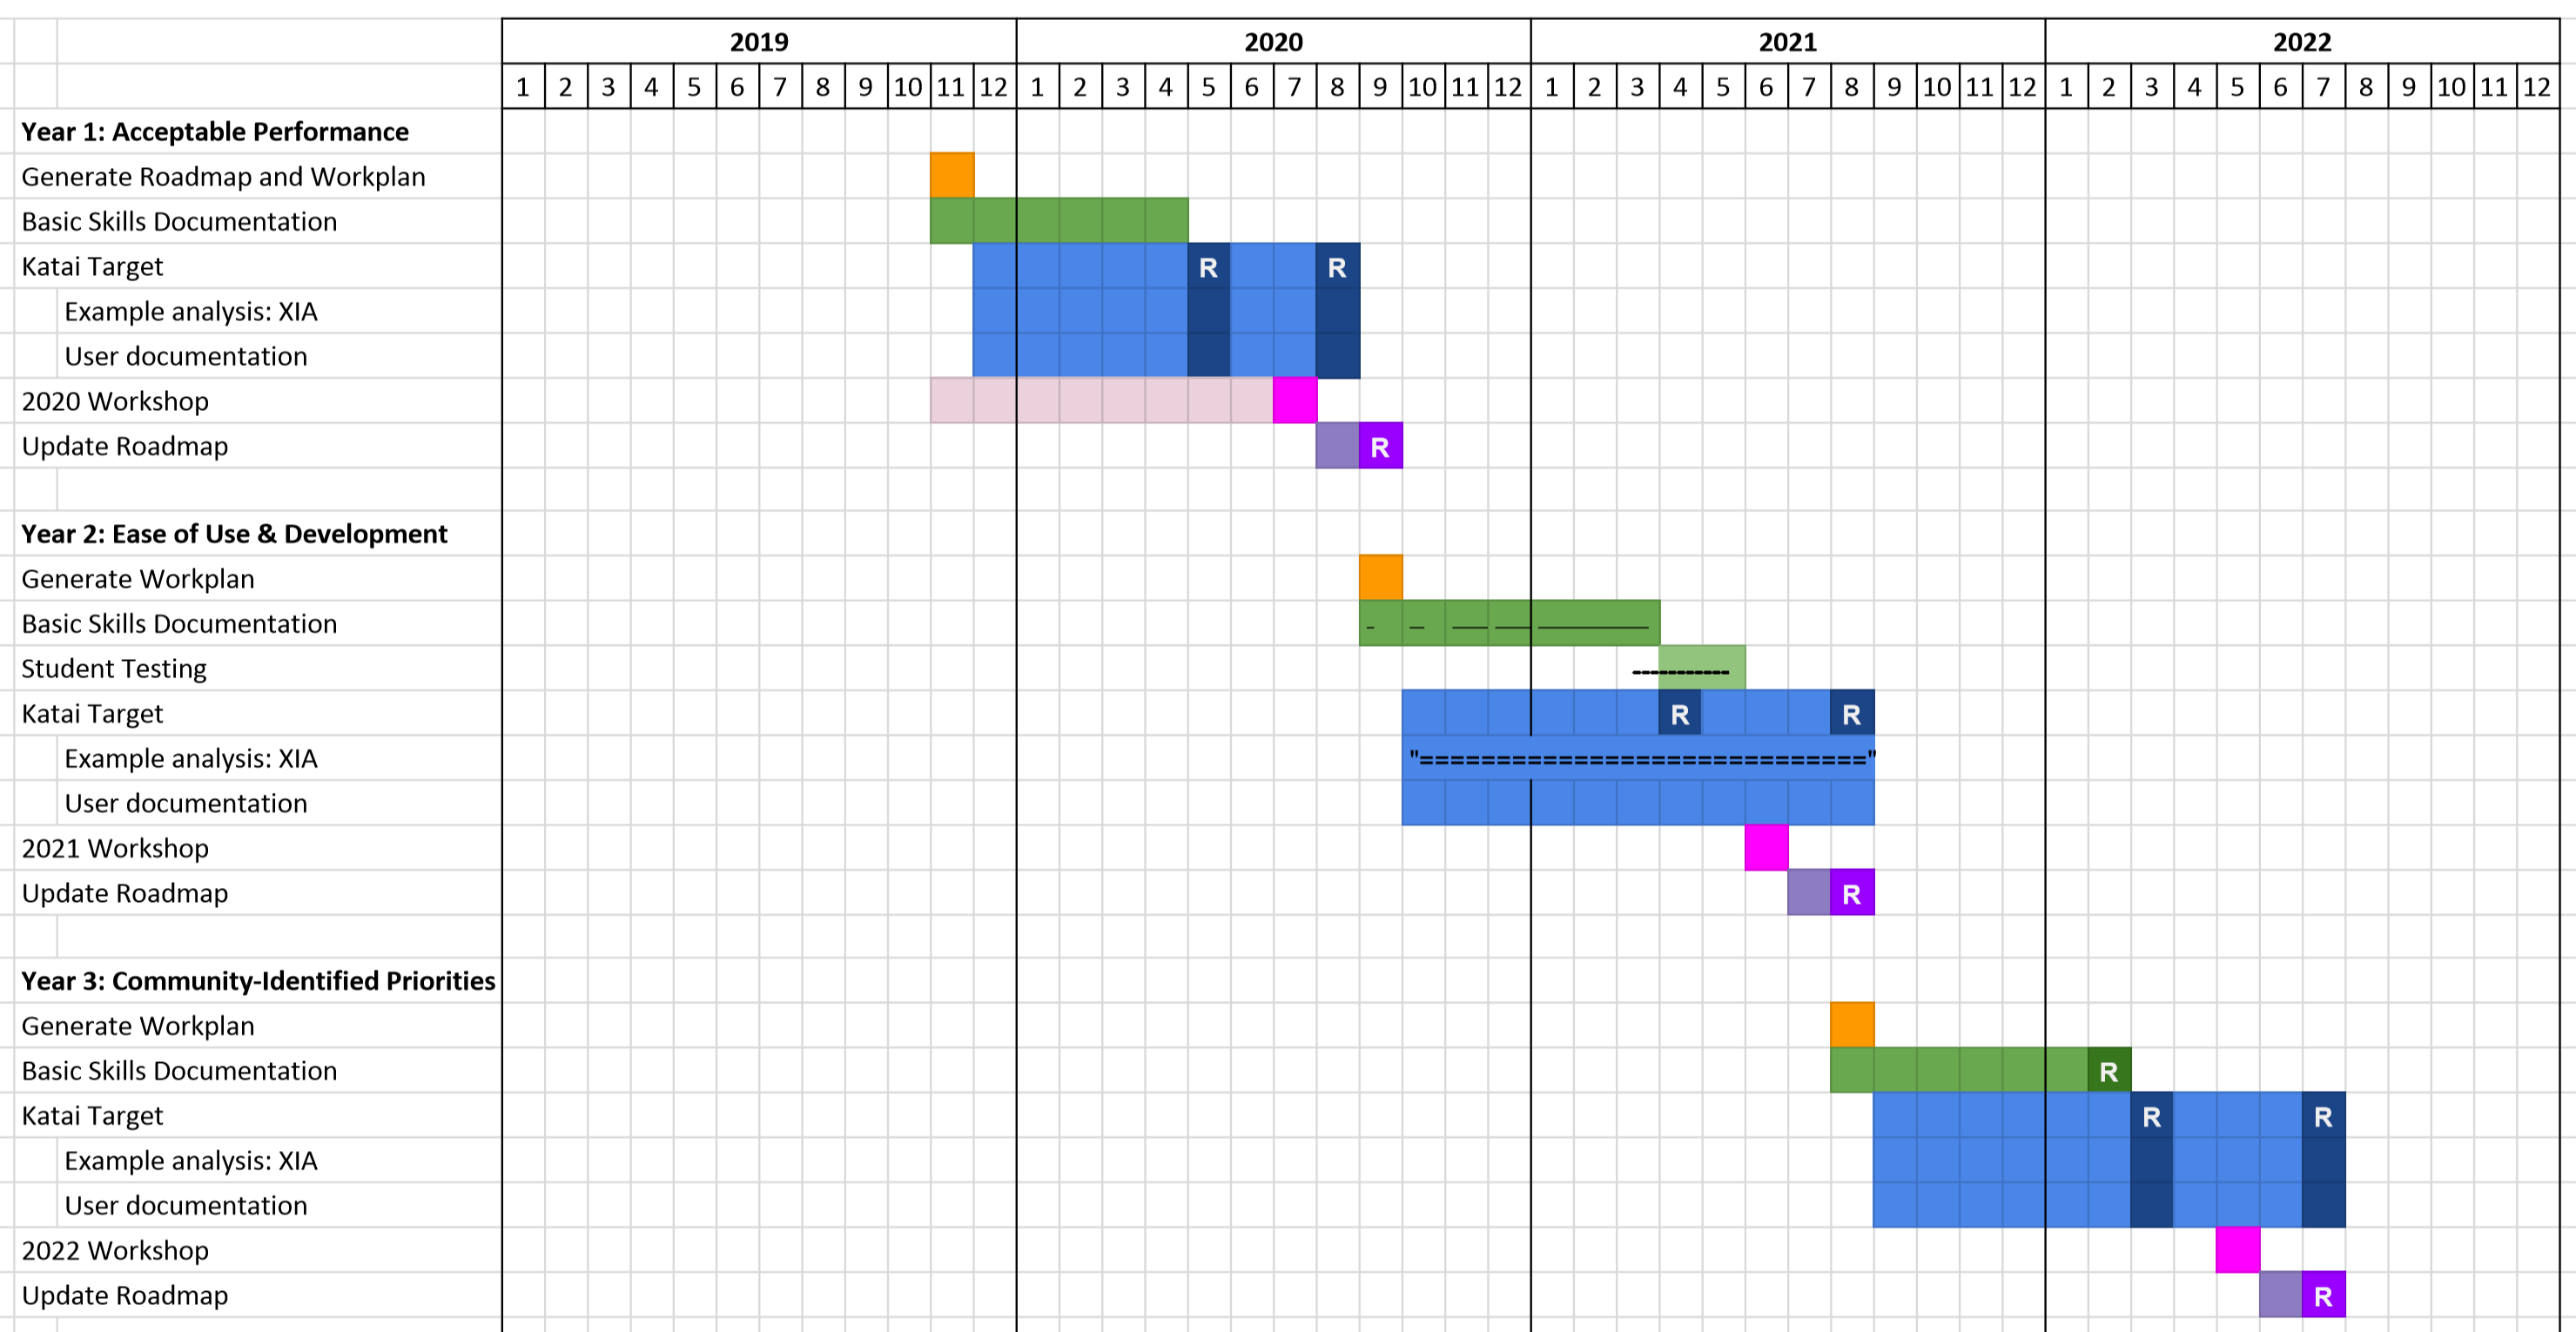 2019 2020 2021 2022
1 2 3 4 5 6 7 8 9 10 11 12 1 2 3 4 5 6 7 8 9 10 11 12 1 2 3 4 5 6 7 8 9 10 11 12 1 2 3 4 5 6 7 8 9 10 11 12
Year 1: Acceptable Performance
Generate Roadmap and Workplan
Basic Skills Documentation
Katai Target R R
Example analysis: XIA
User documentation
2020 Workshop
Update Roadmap R
Year 2: Ease of Use & Development
Generate Workplan
Basic Skills Documentation
Student Testing -----------
Katai Target R R
Example analysis: XIA "============================="
User documentation
2021 Workshop
Update Roadmap R
Year 3: Community-Identified Priorities
Generate Workplan
Basic Skills Documentation R
Katai Target R R
Example analysis: XIA
User documentation
2022 Workshop
Update Roadmap R